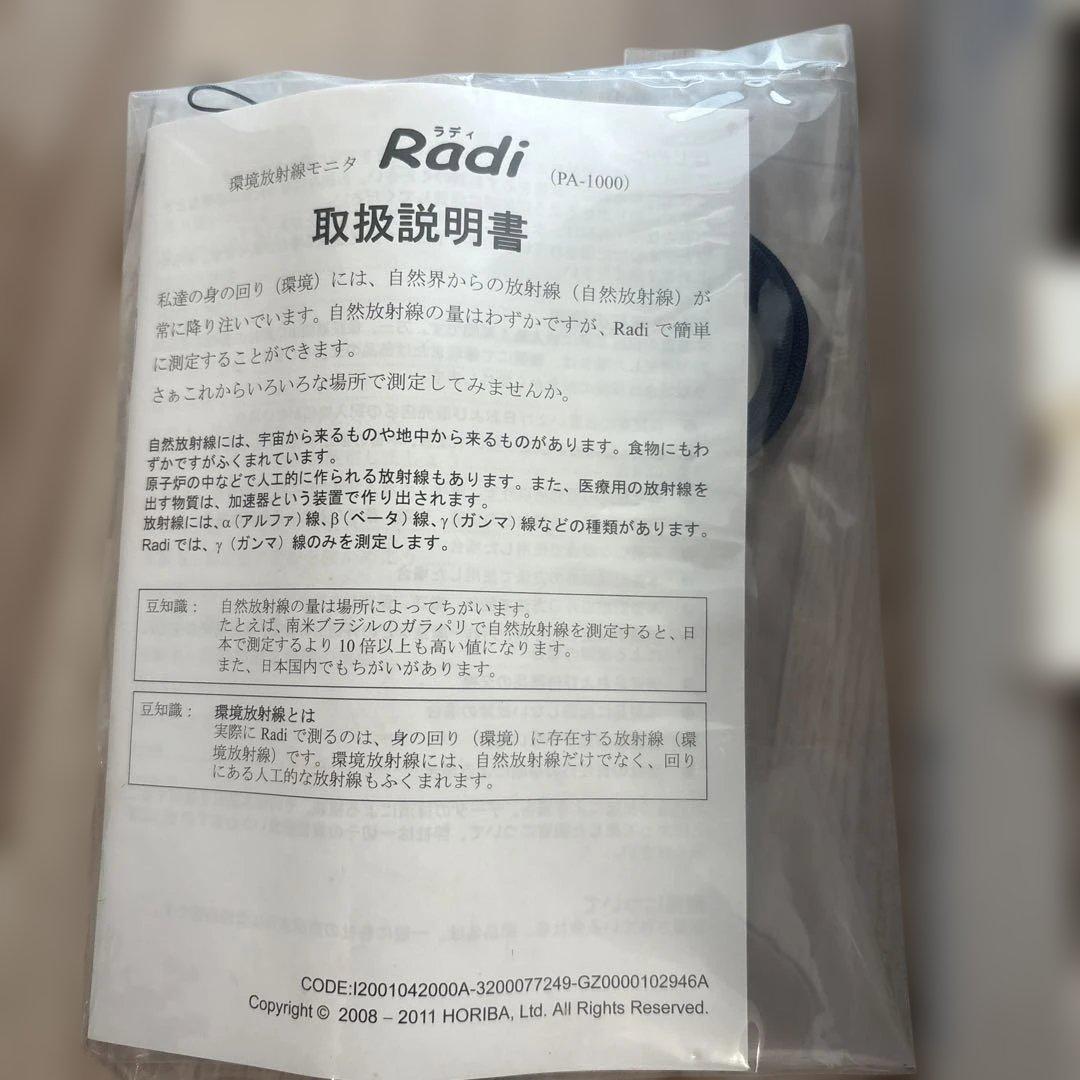 ラディ
環境放射線モニタ Radi (PA-1000)
取扱説明書
私達の身の回り（環境）には、自然界からの放射線（自然放射線）が
常に降り注いでいます。自然放射線の量はわずかですが、Radi で簡単
に測定することができます。
さぁこれからいろいろな場所で測定してみませんか。
自然放射線には、宇宙から来るものや地中から来るものがあります。食物にもわ
ずかですがふくまれています。
原子炉の中などで人工的に作られる放射線もあります。また、医療用の放射線を
出す物質は、加速器という装置で作り出されます。
放射線には、α（アルファ）線、β（ベータ）線、γ（ガンマ）線などの種類があります。
Radi では、γ（ガンマ）線のみを測定します。
豆知識： 自然放射線の量は場所によってちがいます。
たとえば、南米ブラジルのガラパリで自然放射線を測定すると、日
本で測定するより 10 倍以上も高い値になります。
また、日本国内でもちがいがあります。
豆知識： 環境放射線とは
実際に Radi で測るのは、身の回り（環境）に存在する放射線（環
境放射線）です。環境放射線には、自然放射線だけでなく、回り
にある人工的な放射線もふくまれます。
CODE:I2001042000A-3200077249-GZ0000102946A
Copyright © 2008 – 2011 HORIBA, Ltd. All Rights Reserved.